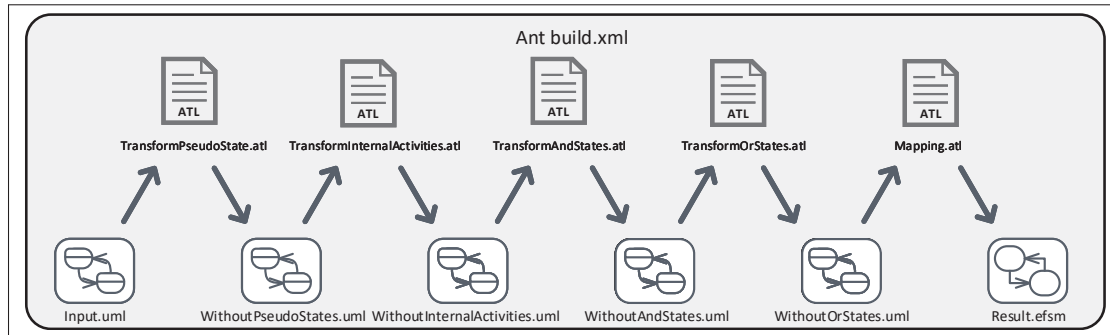 Ant build.xml
ATL ATL ATL ATL ATL
TransformPseudoState.atl TransformInternalActivities.atl TransformAndStates.atl TransformOrStates.atl Mapping.atl
Input.uml WithoutPseudoStates.uml WithoutInternalActivities.uml WithoutAndStates.uml WithoutOrStates.uml Result.efsm